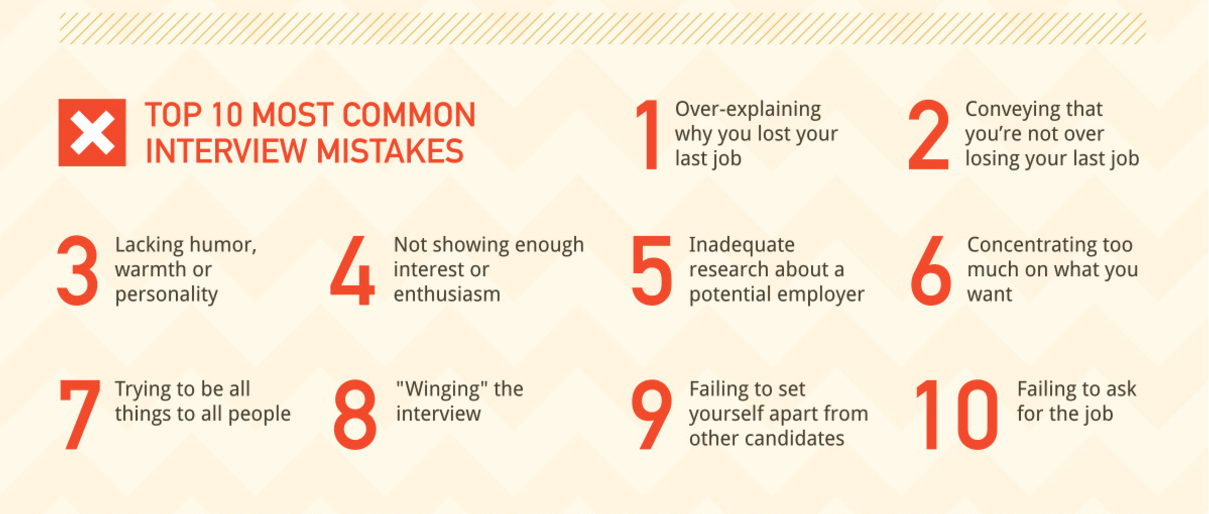 TOP 10 MOST COMMON
INTERVIEW MISTAKES
1
Over-explaining
why you lost your
last job
2
Conveying that
you’re not over
losing your last job
3
Lacking humor,
warmth or
personality
4
Not showing enough
interest or
enthusiasm
5
Inadequate
research about a
potential employer
6
Concentrating too
much on what you
want
7
Trying to be all
things to all people
8
"Winging" the
interview
9
Failing to set
yourself apart from
other candidates
10
Failing to ask
for the job